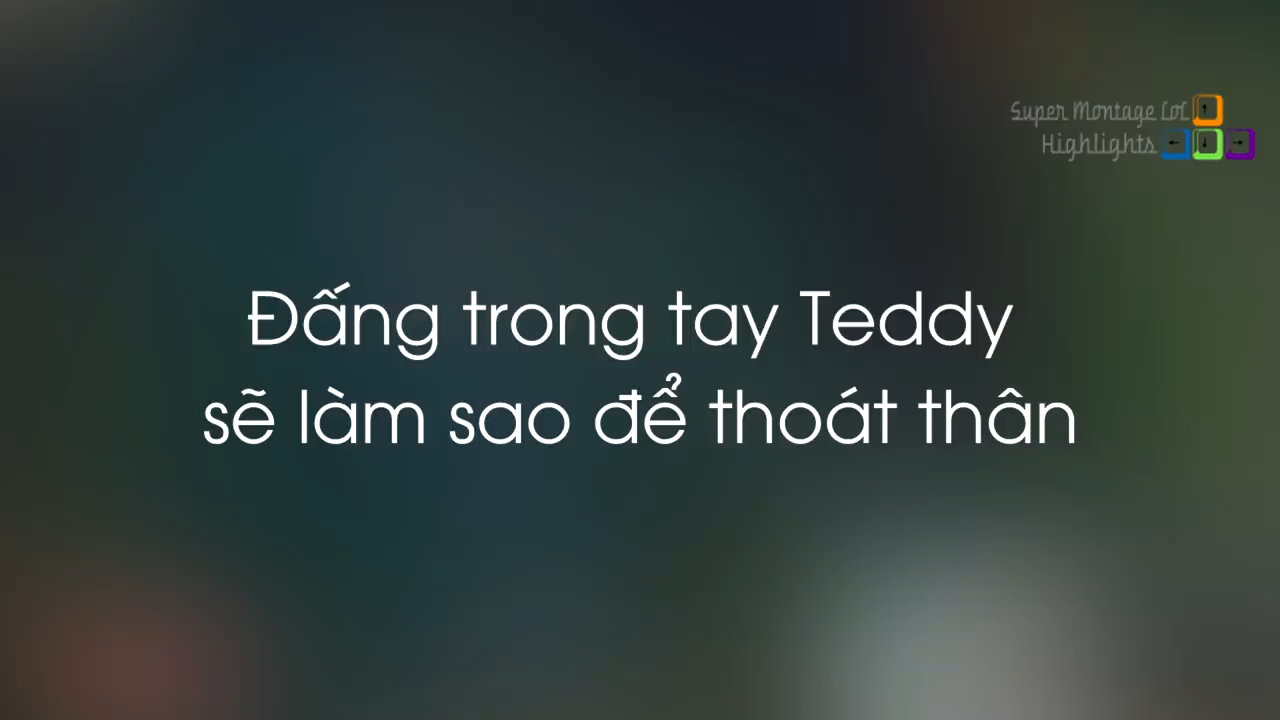 Super Montage LoL
Highlights
Đấng trong tay Teddy
sẽ làm sao để thoát thân